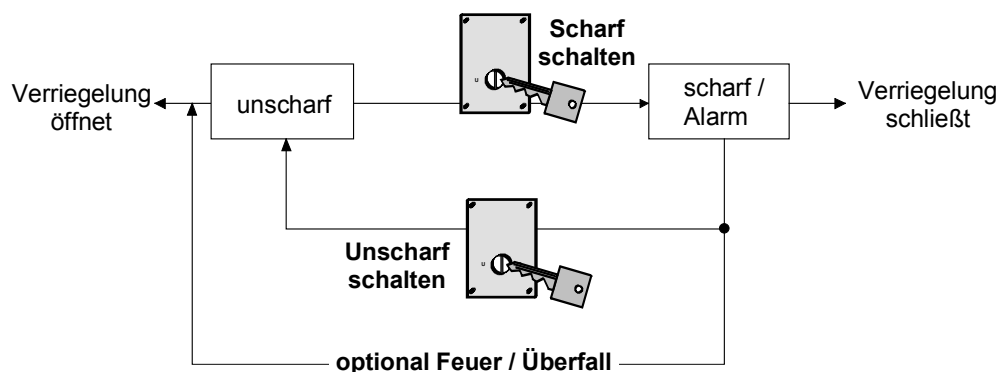 Scharf
schalten
Verriegelung
öffnet
unscharf
scharf /
Alarm
Verriegelung
schließt
Unscharf
schalten
optional Feuer / Überfall